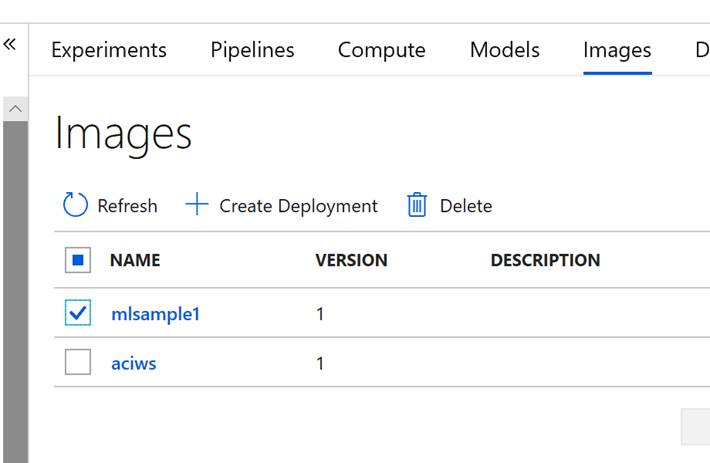 Experiments Pipelines Compute Models Images D
Images
Refresh Create Deployment Delete
NAME VERSION DESCRIPTION
mlsample1 1
aciws 1